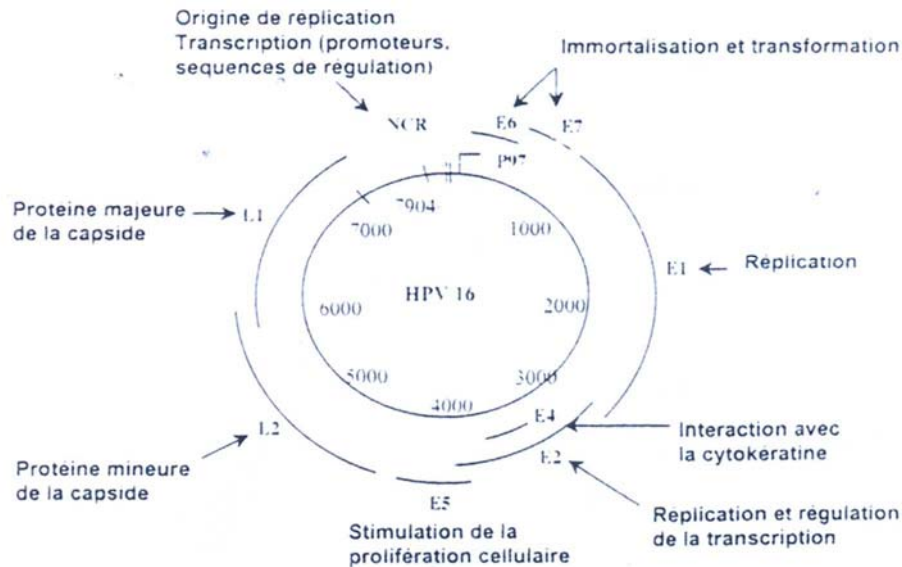 Origine de réplication
Transcription (promoteurs,
sequences de régulation)
Immortalisation et transformation
NCR
E6
E7
P97
Proteine majeure
de la capside
L1
7904
7000
1000
E1
Réplication
HPV 16
6000
2000
5000
3000
4000
E4
L2
E2
Interaction avec
la cytokératine
Protéine mineure
de la capside
E5
Stimulation de la
prolifération cellulaire
Replication et régulation
de la transcription